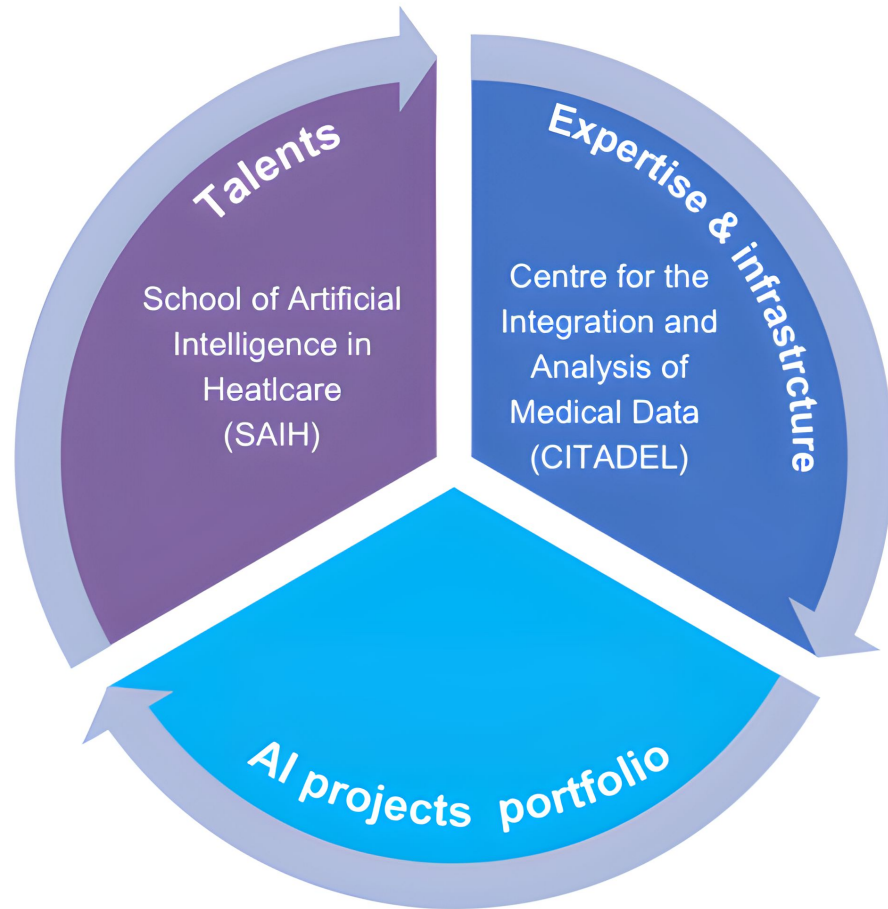 Talents
School of Artificial
Intelligence in
Heatlcare
(SAIH)
Expertise & infrastrcture
Centre for the
Integration and
Analysis of
Medical Data
(CITADEL)
AI projects portfolio